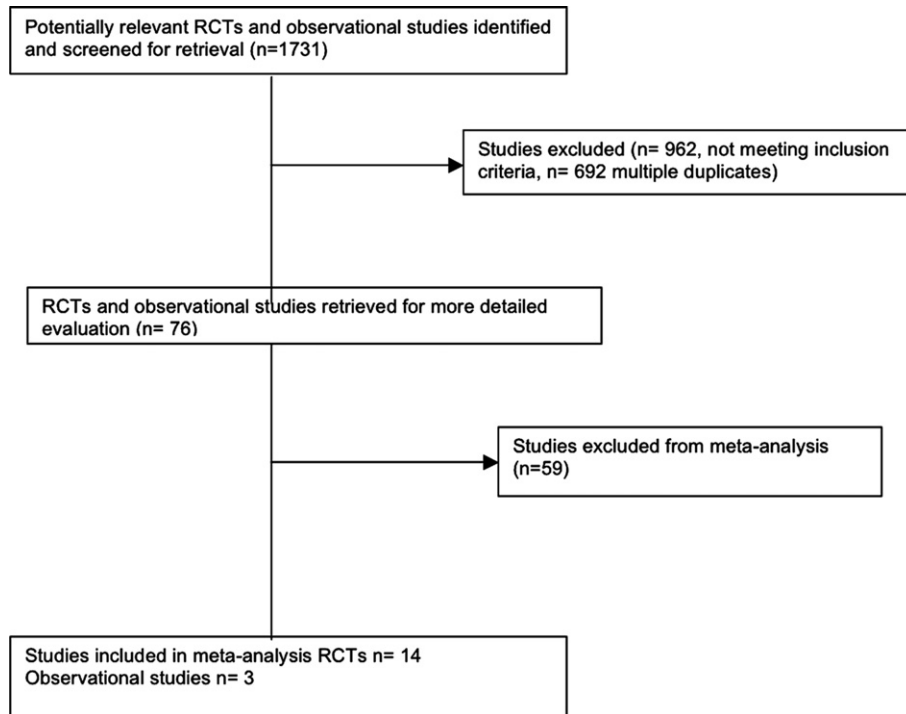 Potentially relevant RCTs and observational studies identified
and screened for retrieval (n=1731)
Studies excluded (n= 962, not meeting inclusion
criteria, n= 692 multiple duplicates)
RCTs and observational studies retrieved for more detailed
evaluation (n= 76)
Studies excluded from meta-analysis
(n=59)
Studies included in meta-analysis RCTs n= 14
Observational studies n= 3